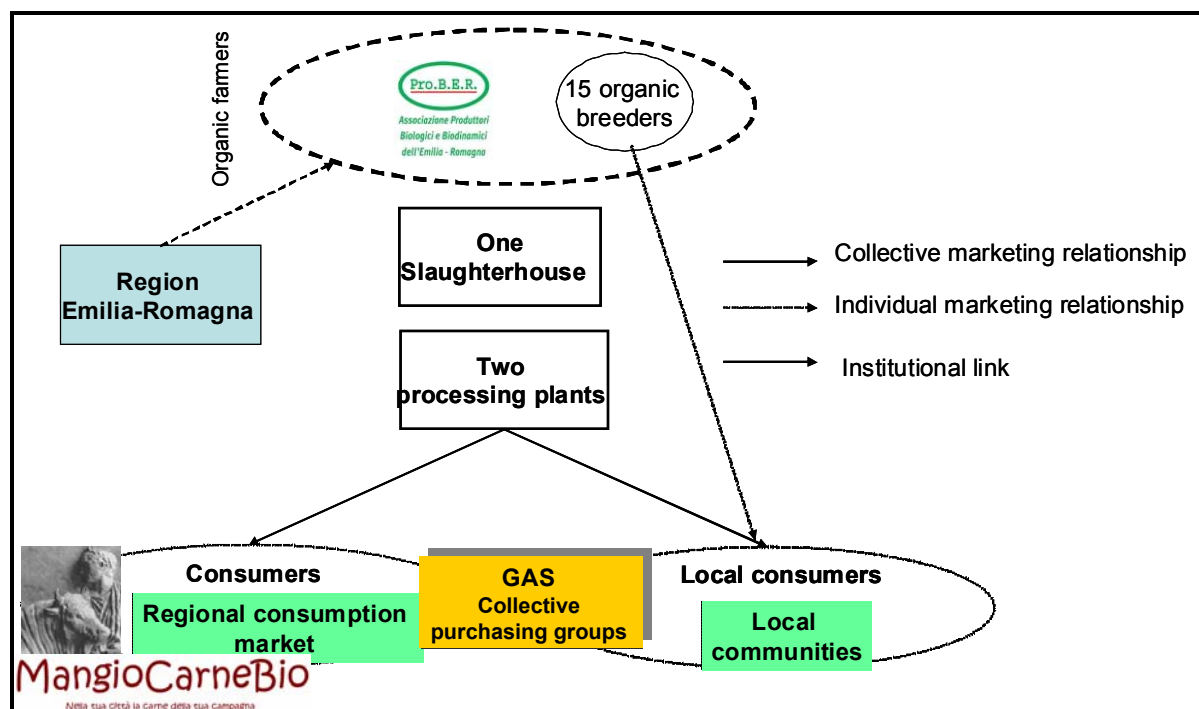 Organic farmers
Pro.B.E.R.
Associazione Produttori
Biologici e Biodinamici
dell'Emilia - Romagna
15 organic
breeders
One
Slaughterhouse
Region
Emilia-Romagna
Two
processing plants
Collective marketing relationship
Individual marketing relationship
Institutional link
Consumers
Regional consumption
market
GAS
Collective
purchasing groups
Local consumers
Local
communities
MangioCarneBio
Nella tua città la carne della tua campagna